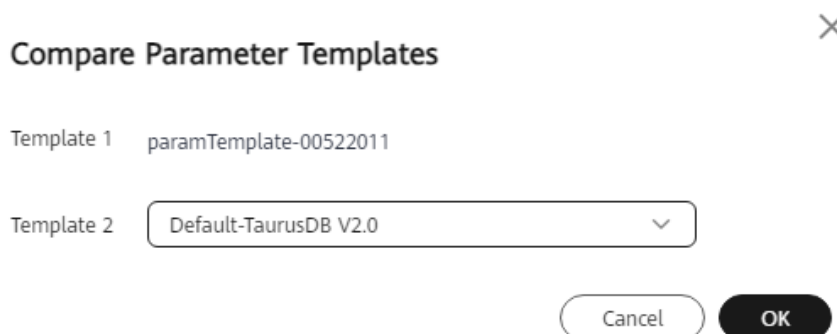 Compare Parameter Templates
Template 1 paramTemplate-00522011
Template 2 Default-TaurusDB V2.0
Cancel OK